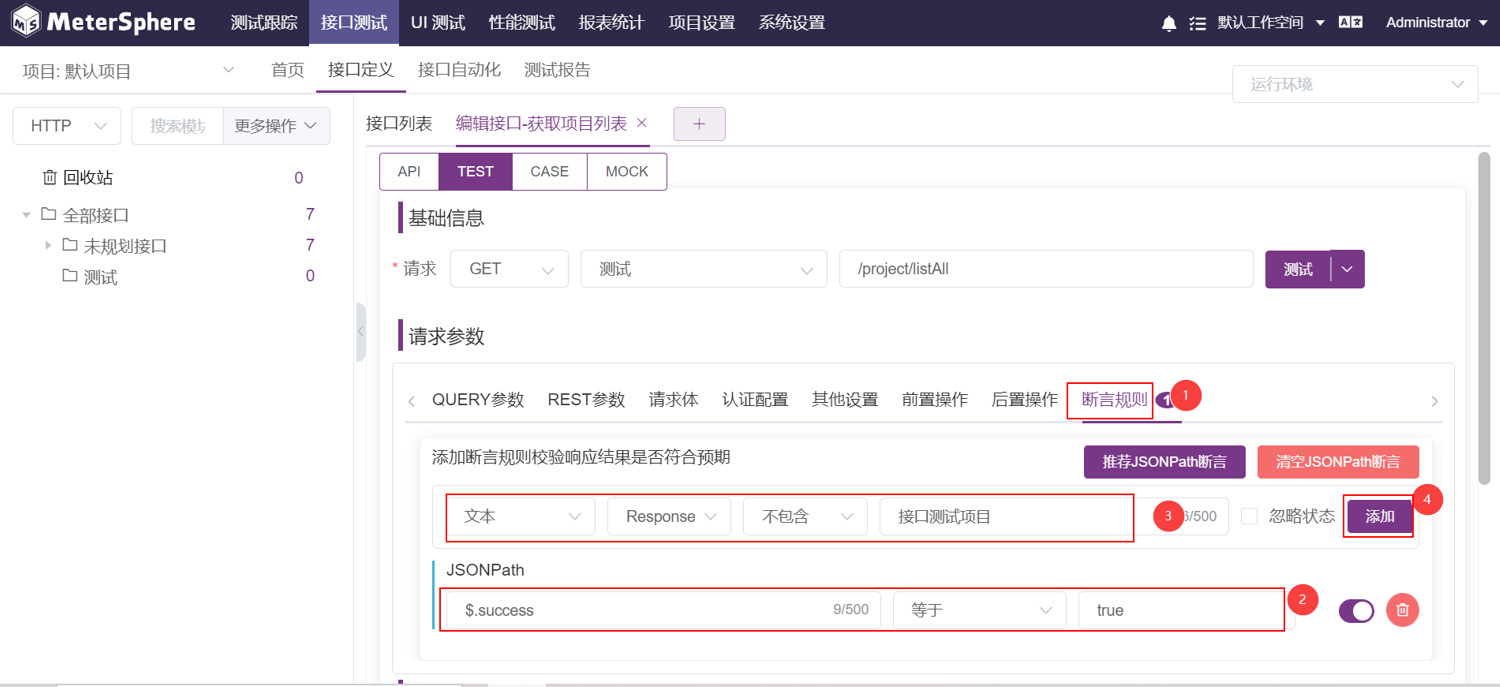 MeterSphere 测试跟踪 接口测试 UI 测试 性能测试 报表统计 项目设置 系统设置 默认工作空间 Administrator
项目: 默认项目 首页 接口定义 接口自动化 测试报告
运行环境
HTTP 搜索模块 更多操作 接口列表 编辑接口-获取项目列表 × +
回收站 0
全部接口 7
未规划接口 7
测试 0
API TEST CASE MOCK
基础信息
* 请求 GET 测试 /project/listAll 测试
请求参数
QUERY参数 REST参数 请求体 认证配置 其他设置 前置操作 后置操作 断言规则 1 1
添加断言规则校验响应结果是否符合预期 推荐JSONPath断言 清空JSONPath断言
文本 Response 不包含 接口测试项目 3 /500 忽略状态 添加 4
JSONPath
$.success 9/500 等于 true 2